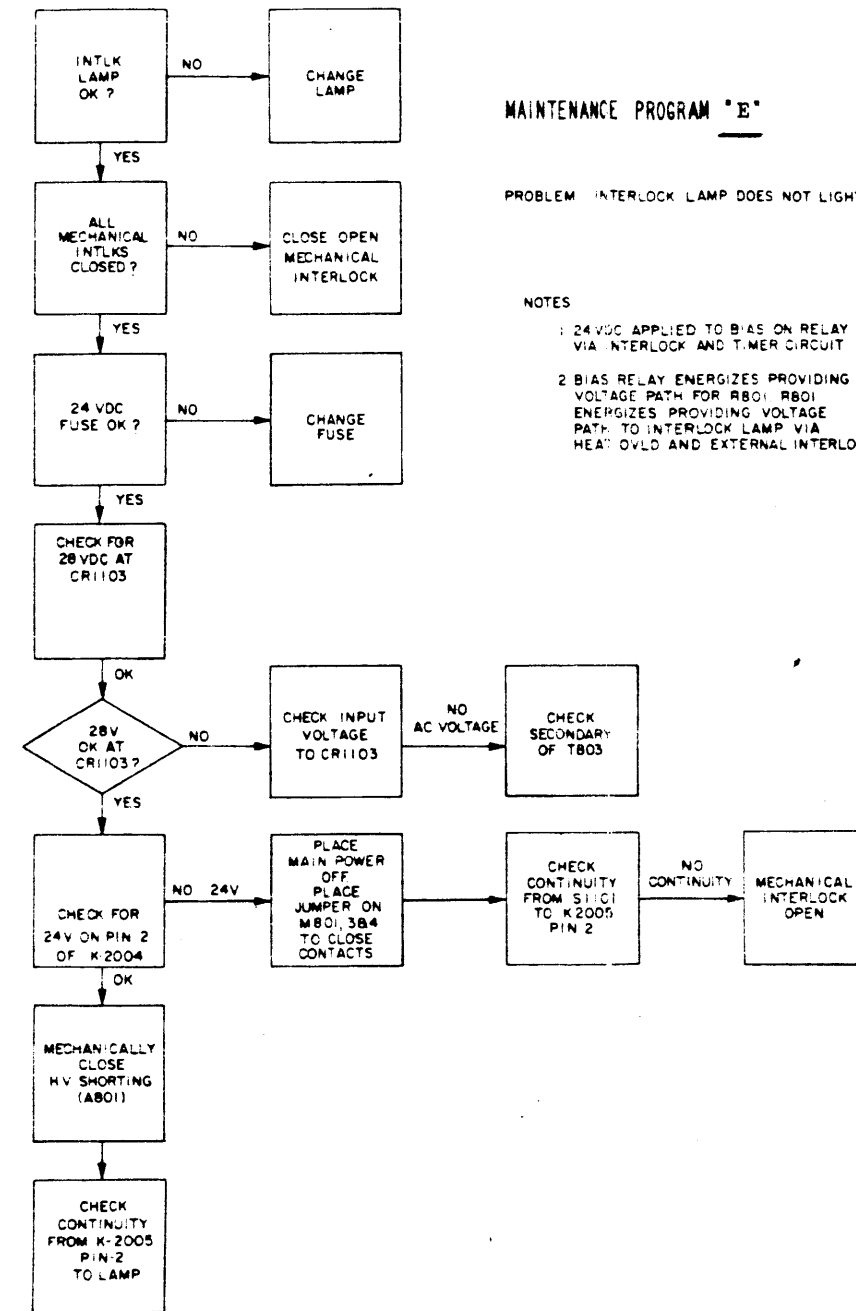 INTLK
LAMP
OK ?
NO
CHANGE
LAMP
MAINTENANCE PROGRAM "E"
YES
PROBLEM INTERLOCK LAMP DOES NOT LIGHT
ALL
MECHANICAL
INTLKS
CLOSED ?
NO
CLOSE OPEN
MECHANICAL
INTERLOCK
NOTES
1 24 VDC APPLIED TO BIAS ON RELAY
VIA INTERLOCK AND TIMER CIRCUIT
2 BIAS RELAY ENERGIZES PROVIDING
VOLTAGE PATH FOR R801. R801
ENERGIZES PROVIDING VOLTAGE
PATH TO INTERLOCK LAMP VIA
HEAT OVLD AND EXTERNAL INTERLO
YES
24 VDC
FUSE OK ?
NO
CHANGE
FUSE
YES
CHECK FOR
28 VDC AT
CR1103
OK
28V
OK AT
CR1103 ?
NO
CHECK INPUT
VOLTAGE
TO CR1103
NO
AC VOLTAGE
CHECK
SECONDARY
OF T803
YES
CHECK FOR
24V ON PIN 2
OF K-2004
NO 24V
PLACE
MAIN POWER
OFF.
PLACE
JUMPER ON
M801, 3&4
TO CLOSE
CONTACTS
CHECK
CONTINUITY
FROM S1101
TO K2005
PIN 2
NO
CONTINUITY
MECHANICAL
INTERLOCK
OPEN
OK
MECHANICALLY
CLOSE
H.V SHORTING
(A801)
CHECK
CONTINUITY
FROM K-2005
PIN-2
TO LAMP